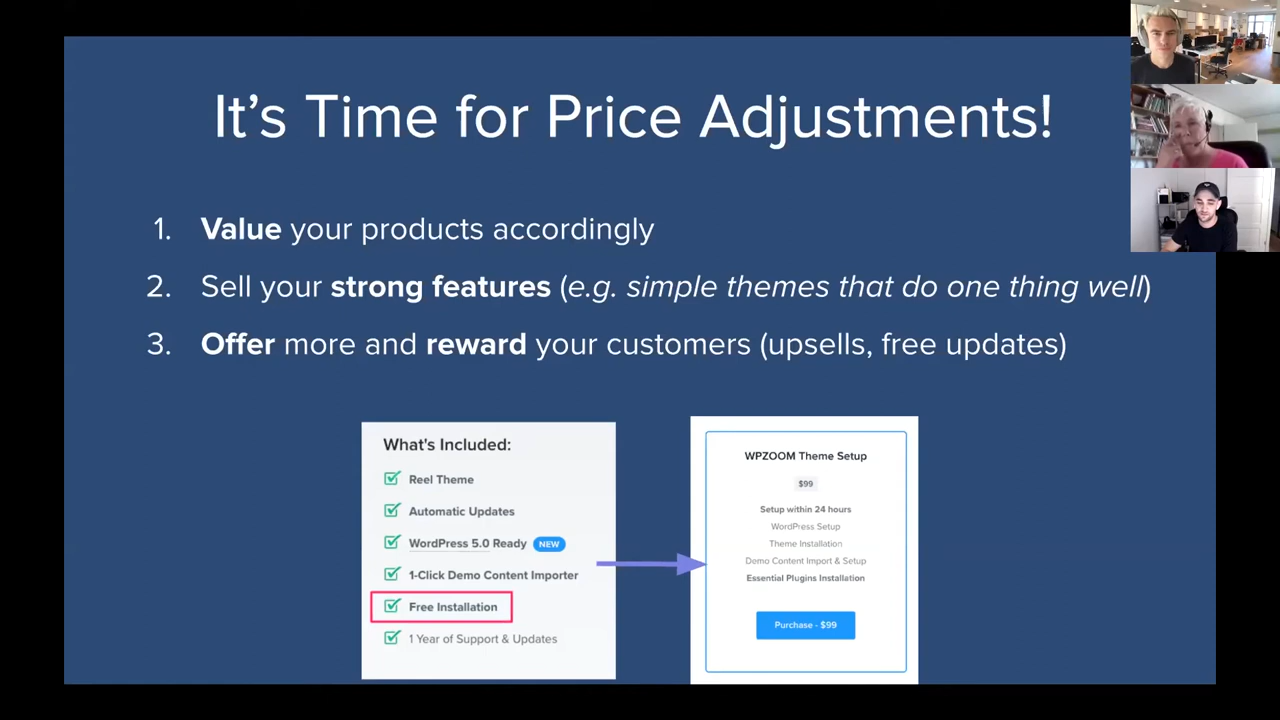 It's Time for Price Adjustments!
1. Value your products accordingly
2. Sell your strong features (e.g. simple themes that do one thing well)
3. Offer more and reward your customers (upsells, free updates)
What's Included:
Reel Theme
Automatic Updates
WordPress 5.0 Ready NEW
1-Click Demo Content Importer
Free Installation
1 Year of Support & Updates
WPZOOM Theme Setup
$99
Setup within 24 hours
WordPress Setup
Theme Installation
Demo Content Import & Setup
Essential Plugins Installation
Purchase - $99